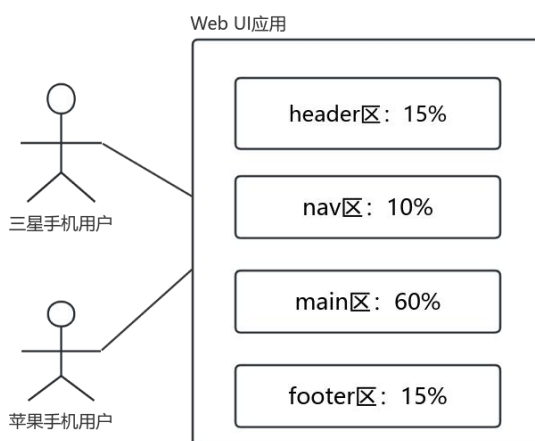 Web UI应用
header区：15%
nav区：10%
三星手机用户
main区：60%
footer区：15%
苹果手机用户